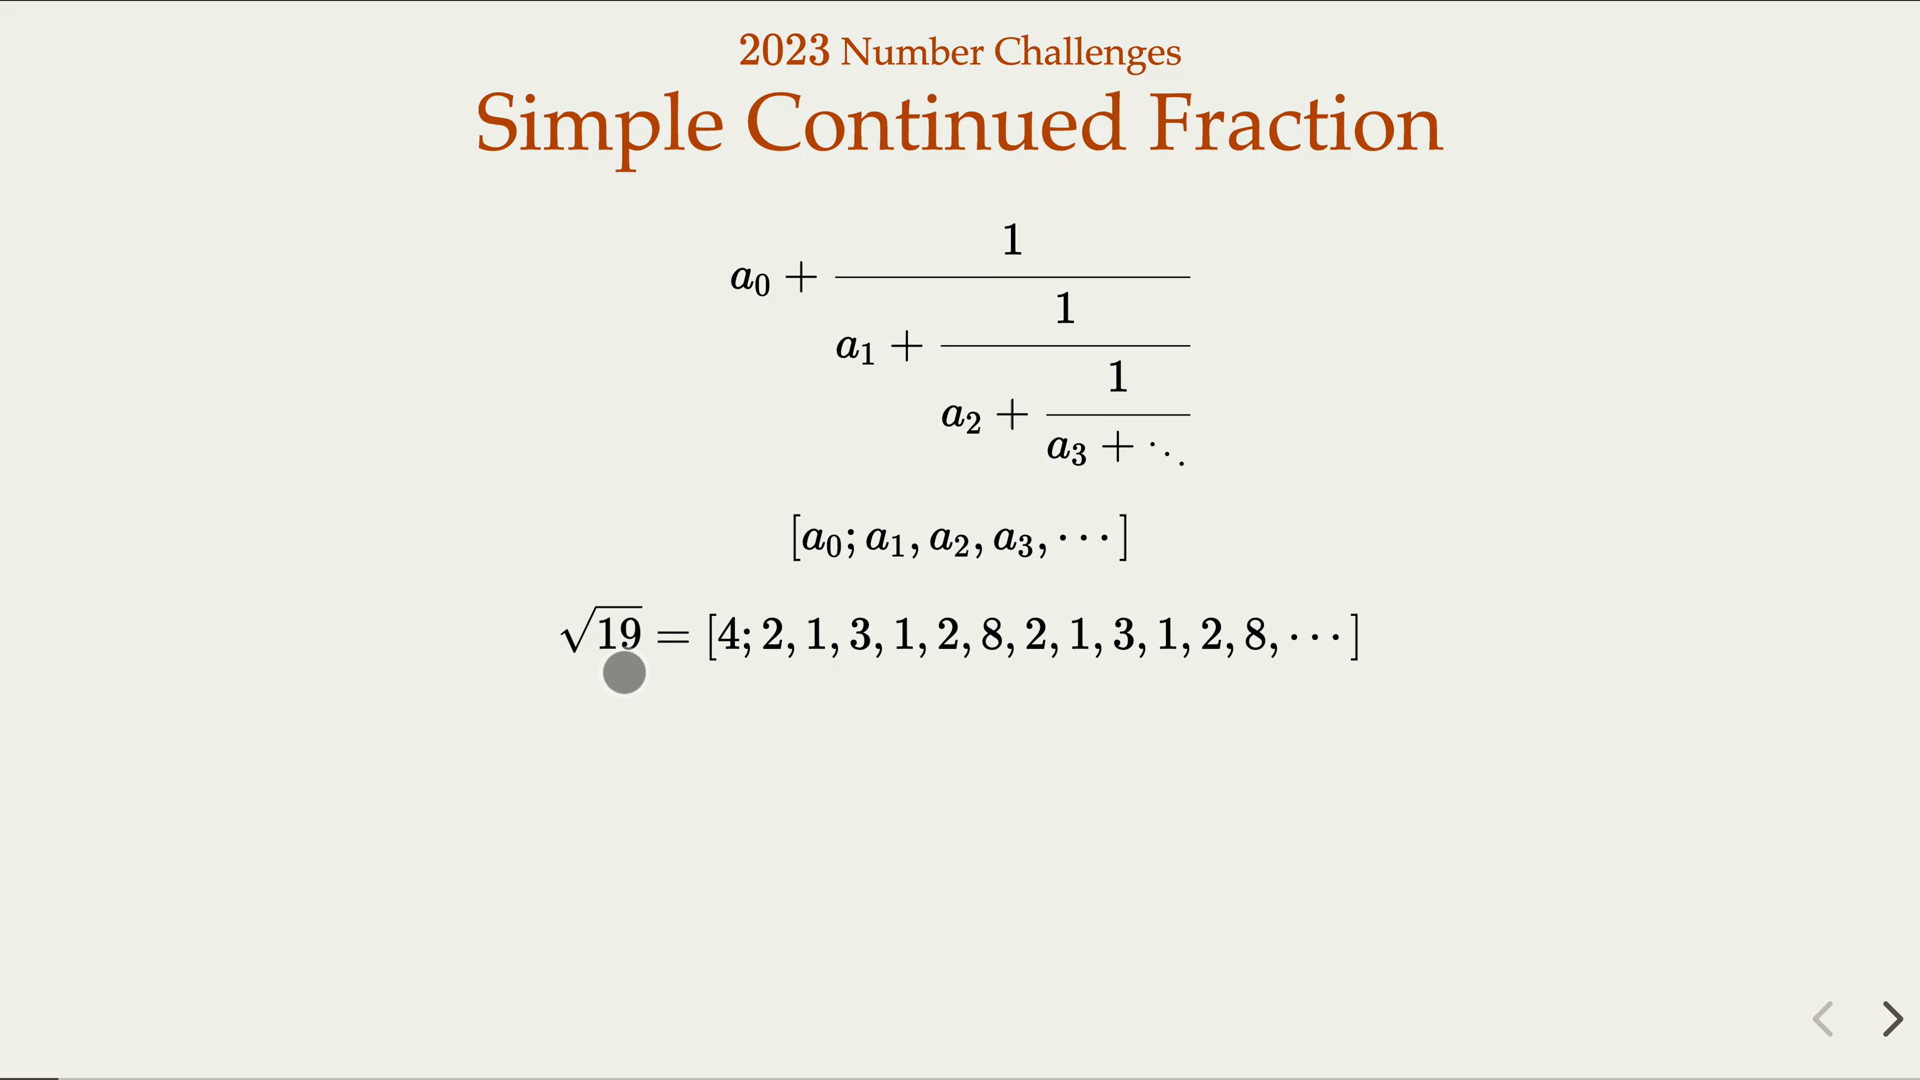 2023 Number Challenges
Simple Continued Fraction
a₀ + 1
a₁ + 1
a₂ + 1
a₃ + ⋱
[a₀; a₁, a₂, a₃, ⋯]
√19 = [4; 2, 1, 3, 1, 2, 8, 2, 1, 3, 1, 2, 8, ⋯]